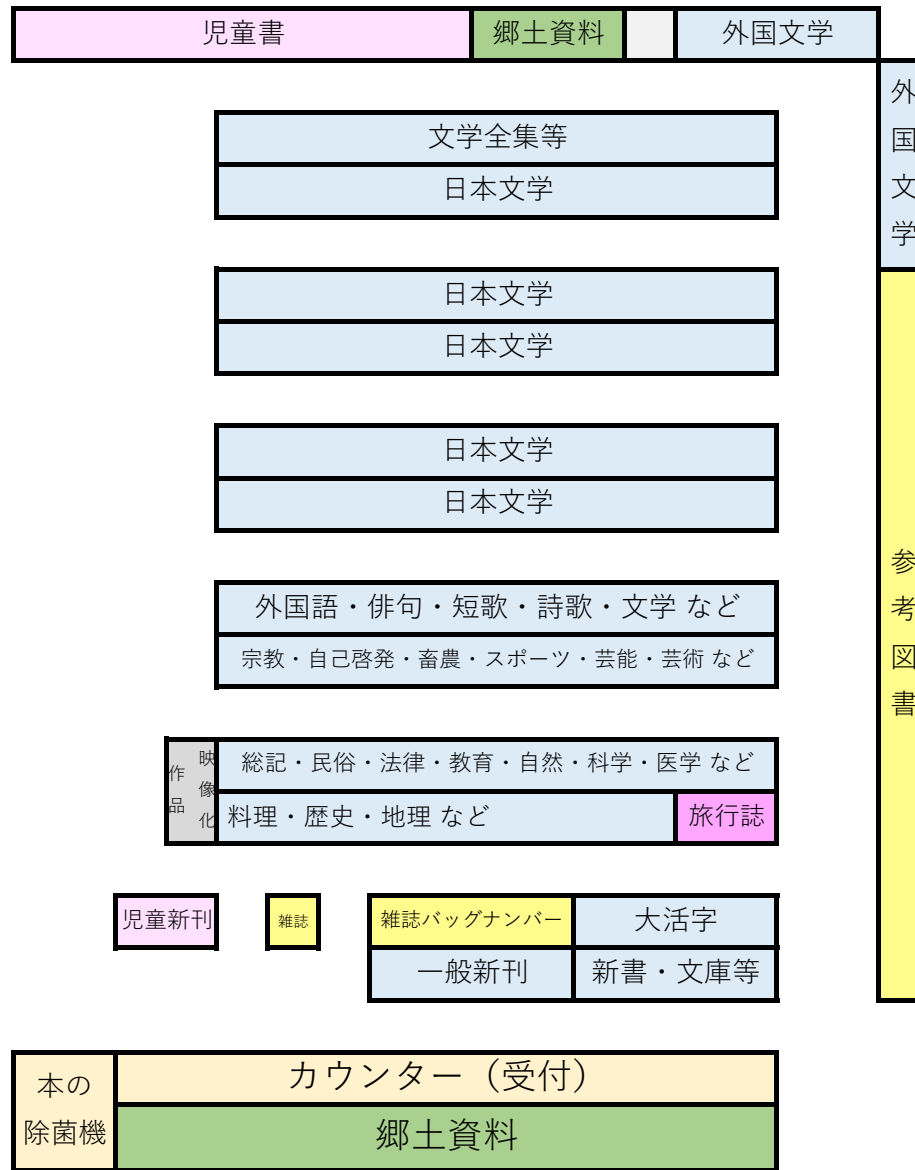 児童書
郷土資料
外国文学
外国文学
文学全集等
日本文学
日本文学
日本文学
日本文学
日本文学
参考図書
外国語・俳句・短歌・詩歌・文学 など
宗教・自己啓発・畜農・スポーツ・芸能・芸術 など
映像化
作品
総記・民俗・法律・教育・自然・科学・医学 など
料理・歴史・地理 など
旅行誌
児童新刊
雑誌
雑誌バッグナンバー
大活字
一般新刊
新書・文庫等
本の
除菌機
カウンター（受付）
郷土資料